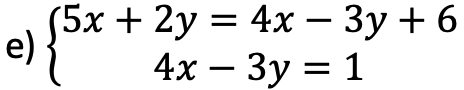 e) {5x + 2y = 4x − 3y + 6
4x − 3y = 1